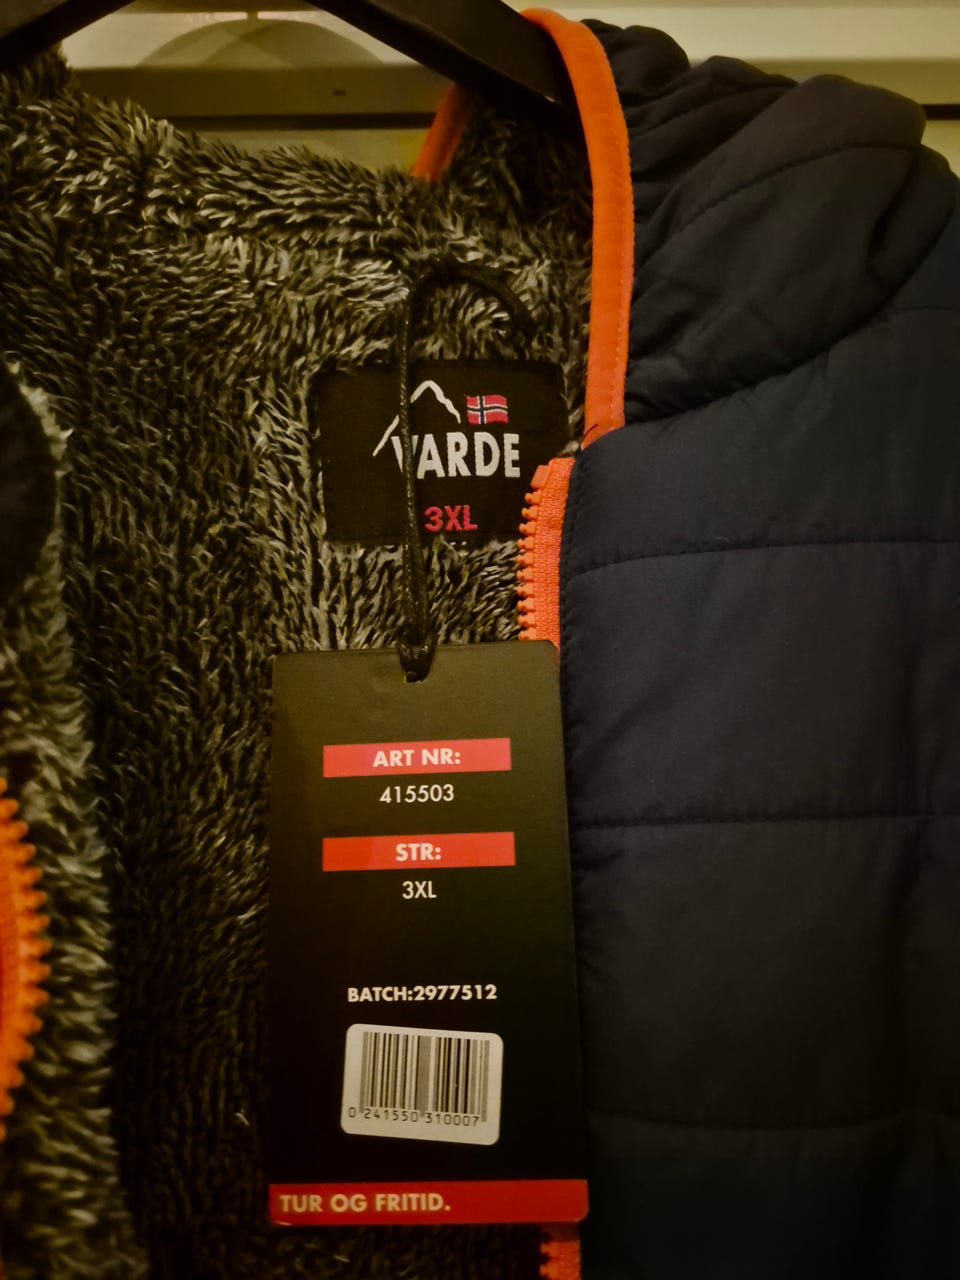 VARDE
3XL
ART NR:
415503
STR:
3XL
BATCH:2977512
0 241550 310007
TUR OG FRITID.